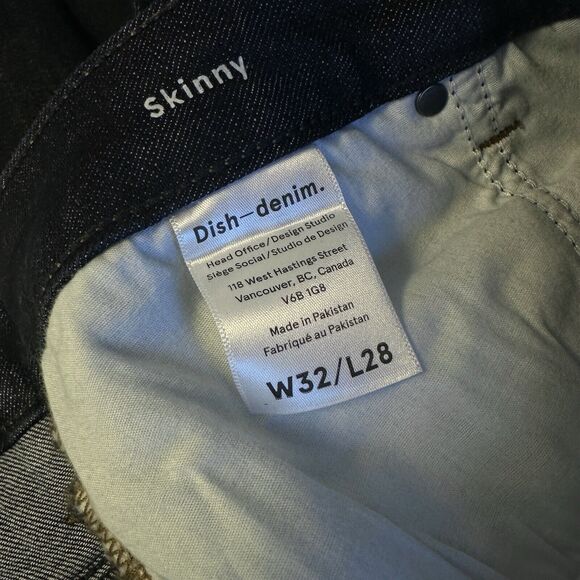 Skinny
Dish—denim.
Head Office/Design Studio
Siège Social/Studio de Design
118 West Hastings Street
Vancouver, BC, Canada
V6B 1G8
Made in Pakistan
Fabriqué au Pakistan
W32/L28